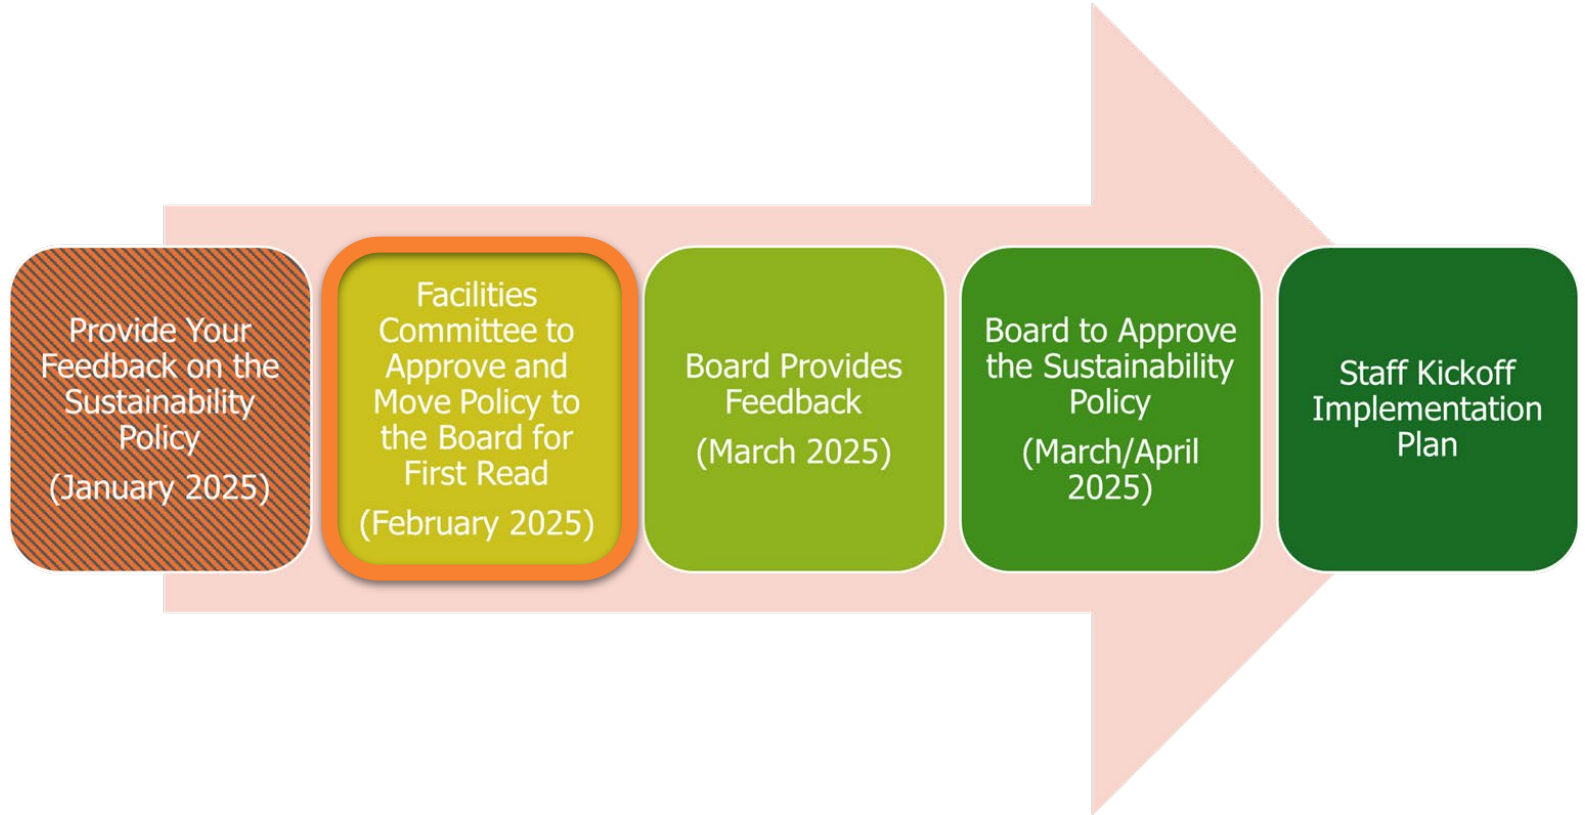 Provide Your
Feedback on the
Sustainability
Policy
(January 2025)
Facilities
Committee to
Approve and
Move Policy to
the Board for
First Read
(February 2025)
Board Provides
Feedback
(March 2025)
Board to Approve
the Sustainability
Policy
(March/April
2025)
Staff Kickoff
Implementation
Plan